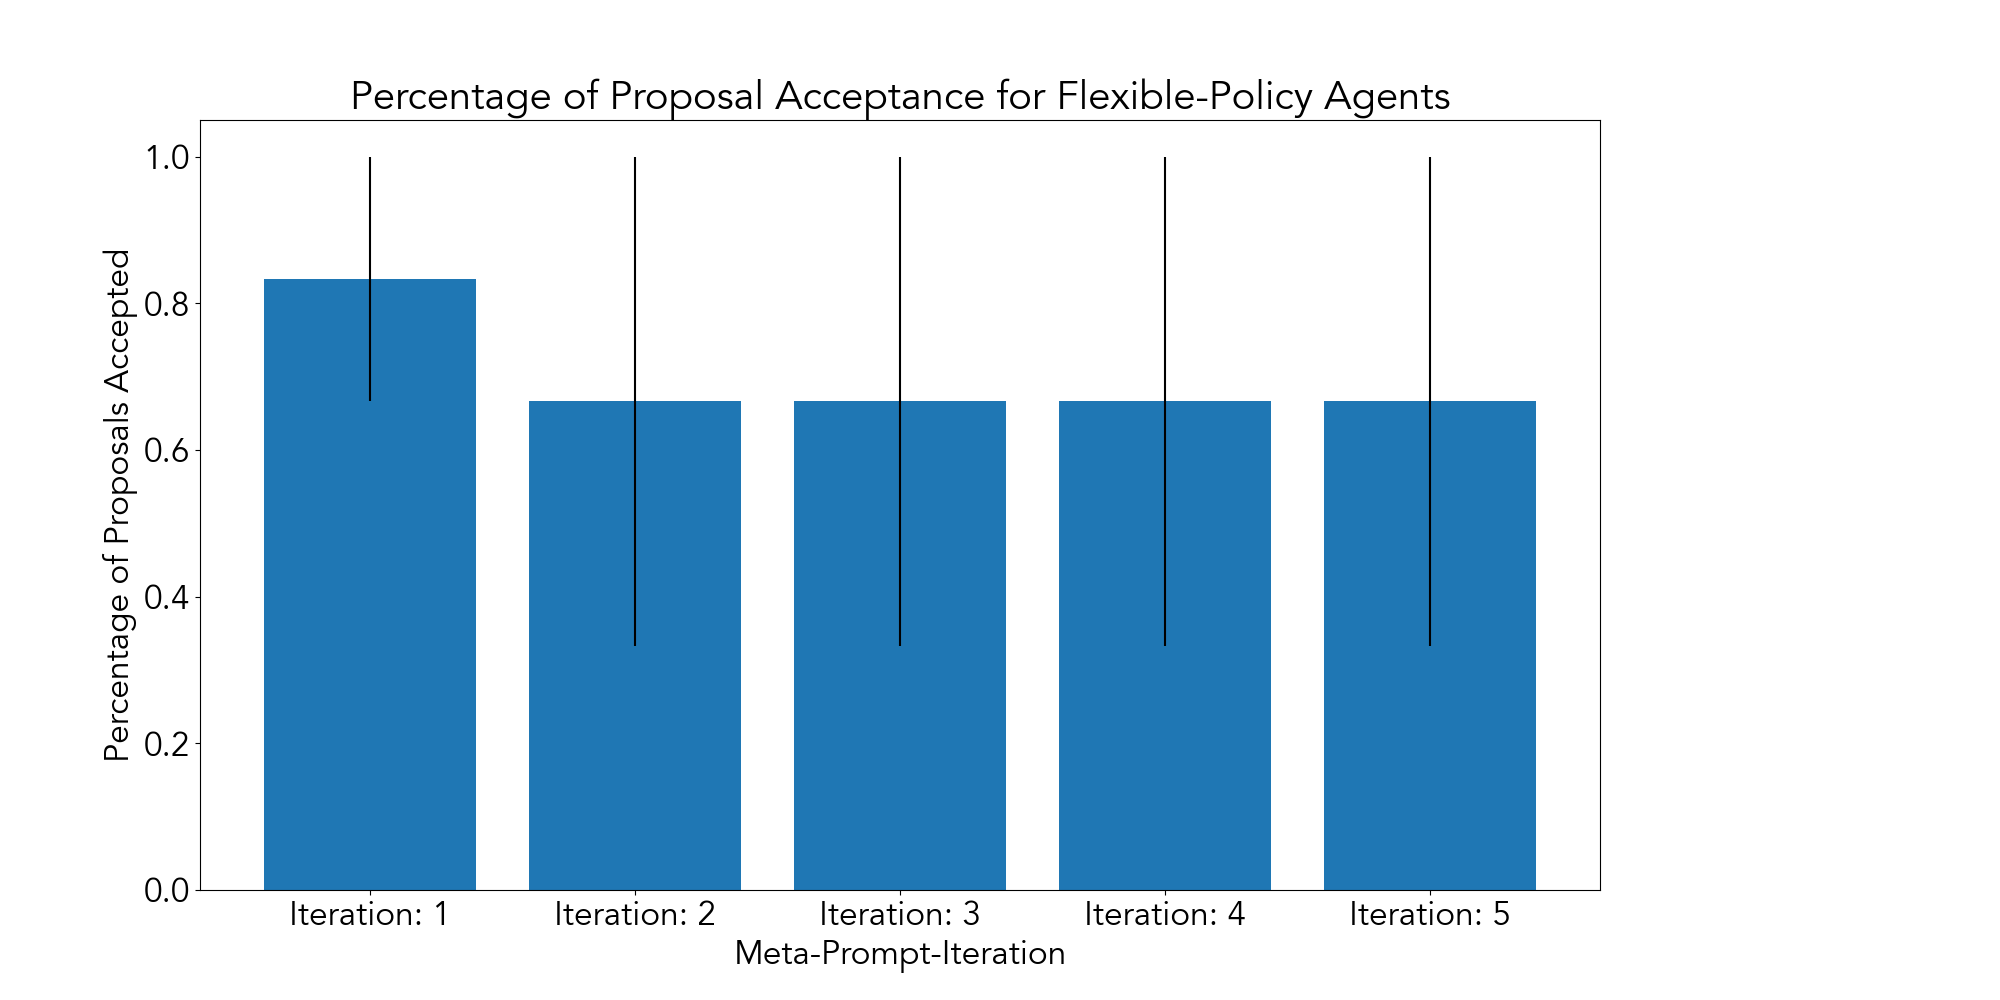 Percentage of Proposal Acceptance for Flexible-Policy Agents
Percentage of Proposals Accepted
1.0
0.8
0.6
0.4
0.2
0.0
Iteration: 1 Iteration: 2 Iteration: 3 Iteration: 4 Iteration: 5
Meta-Prompt-Iteration